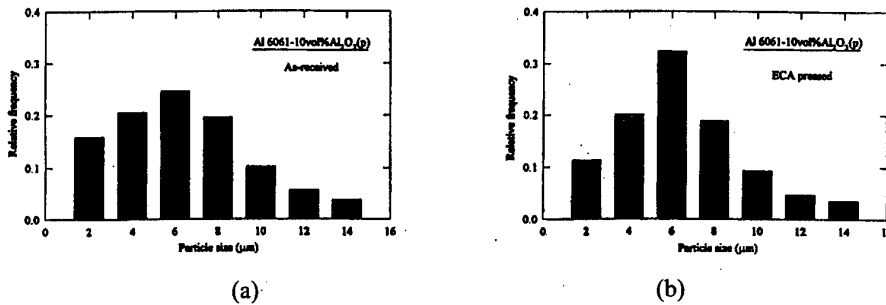 Al 6061-10vol%Al₂O₃(p)
As-received
Relative frequency
0.4
0.3
0.2
0.1
0.0
0 2 4 6 8 10 12 14 16
Particle size (μm)
(a)
Al 6061-10vol%Al₂O₃(p)
ECA pressed
Relative frequency
0.4
0.3
0.2
0.1
0.0
0 2 4 6 8 10 12 14
Particle size (μm)
(b)